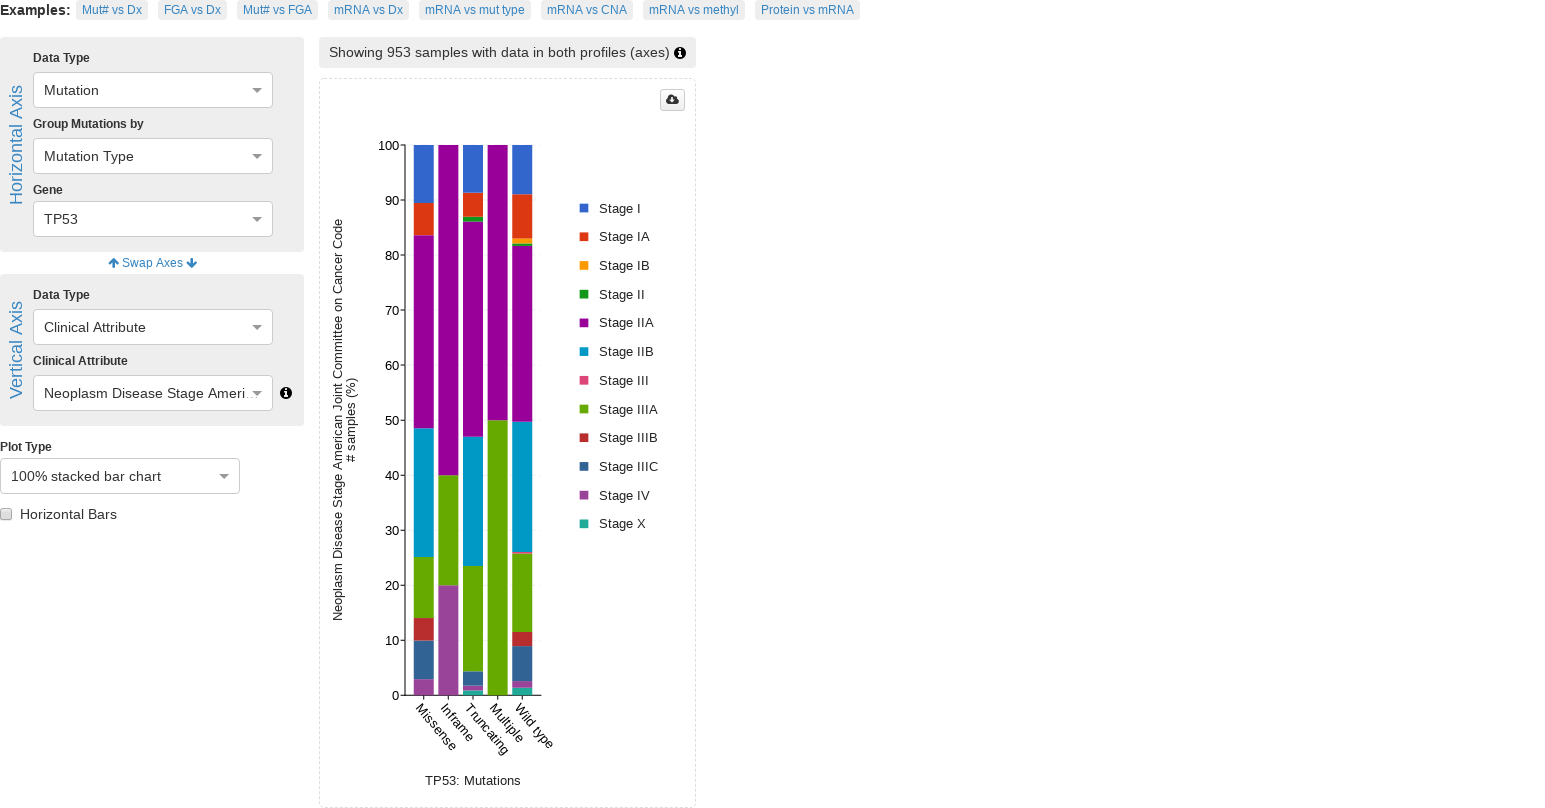 Examples: Mut# vs Dx FGA vs Dx Mut# vs FGA mRNA vs Dx mRNA vs mut type mRNA vs CNA mRNA vs methyl Protein vs mRNA
Horizontal Axis
Data Type
Mutation
Group Mutations by
Mutation Type
Gene
TP53
Swap Axes
Vertical Axis
Data Type
Clinical Attribute
Clinical Attribute
Neoplasm Disease Stage Ameri...
Plot Type
100% stacked bar chart
Horizontal Bars
Showing 953 samples with data in both profiles (axes)
Neoplasm Disease Stage American Joint Committee on Cancer Code
# samples (%)
100
90
80
70
60
50
40
30
20
10
0
Missense
Inframe
Truncating
Multiple
Wild type
TP53: Mutations
Stage I
Stage IA
Stage IB
Stage II
Stage IIA
Stage IIB
Stage III
Stage IIIA
Stage IIIB
Stage IIIC
Stage IV
Stage X